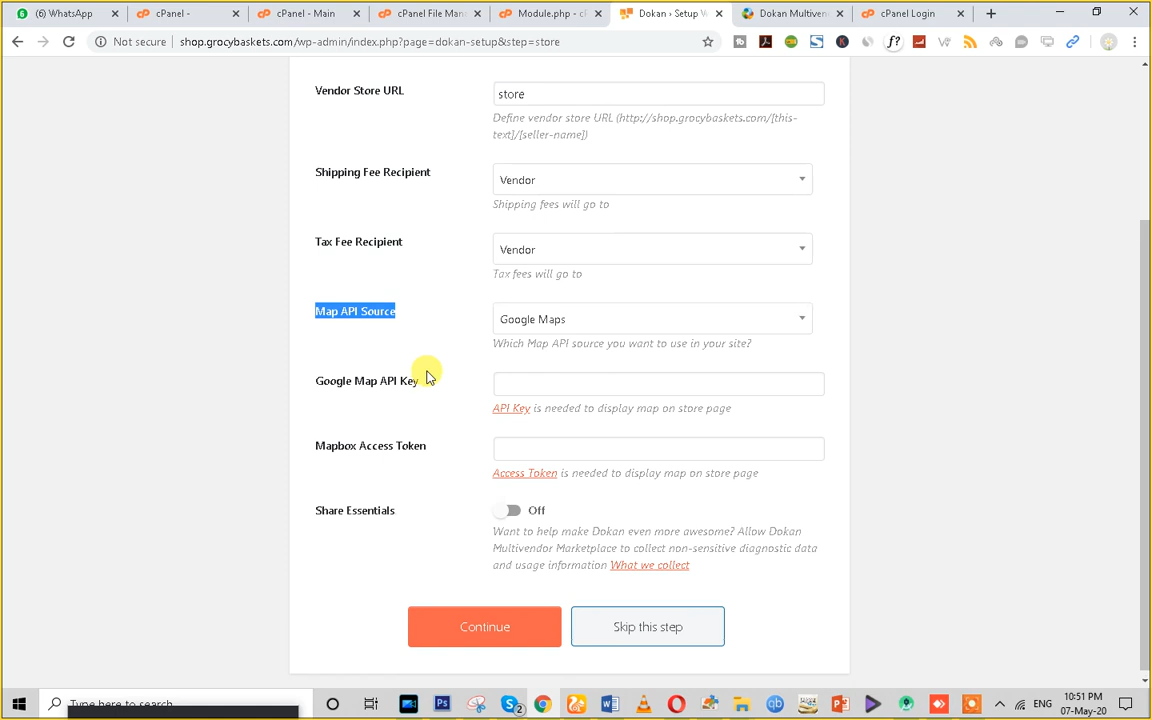 (6) WhatsApp
cPanel -
cPanel - Main
cPanel File Man
Module.php - cP
Dokan › Setup W
Dokan Multivend
cPanel Login
Not secure
shop.grocybaskets.com/wp-admin/index.php?page=dokan-setup&step=store
Vendor Store URL
store
Define vendor store URL (http://shop.grocybaskets.com/[this-
text]/[seller-name])
Shipping Fee Recipient
Vendor
Shipping fees will go to
Tax Fee Recipient
Vendor
Tax fees will go to
Map API Source
Google Maps
Which Map API source you want to use in your site?
Google Map API Key
API Key is needed to display map on store page
Mapbox Access Token
Access Token is needed to display map on store page
Share Essentials
Off
Want to help make Dokan even more awesome? Allow Dokan
Multivendor Marketplace to collect non-sensitive diagnostic data
and usage information What we collect
Continue
Skip this step
Type here to search
ENG
10:51 PM
07-May-20